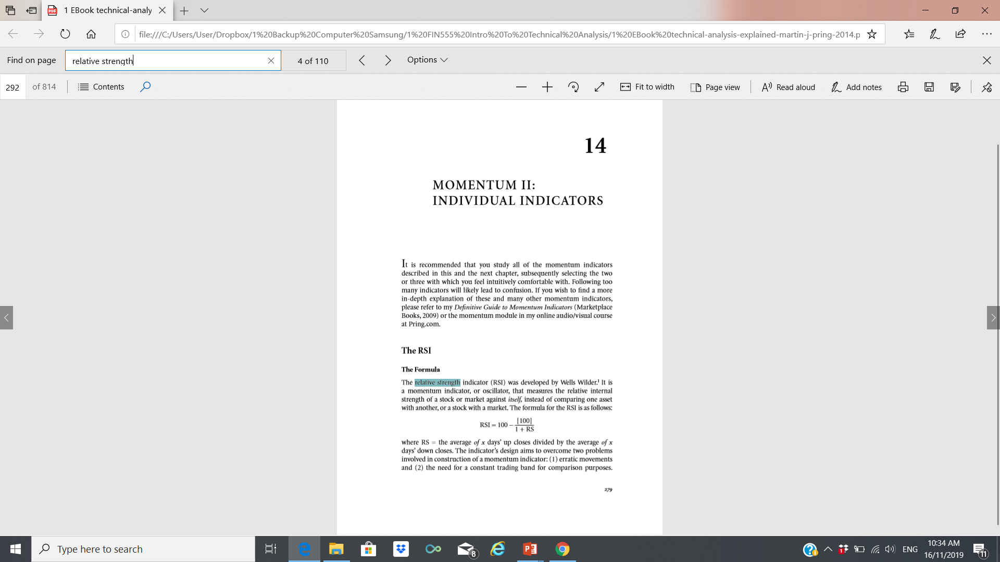 1 EBook technical-analy
file:///C:/Users/User/Dropbox/1%20Backup%20Computer%20Samsung/1%20FIN555%20Intro%20To%20Technical%20Analysis/1%20EBook%20technical-analysis-explained-martin-j-pring-2014.p
Find on page
relative strength
4 of 110
Options
292
of 814
Contents
Fit to width
Page view
Read aloud
Add notes
14
MOMENTUM II:
INDIVIDUAL INDICATORS
It is recommended that you study all of the momentum indicators
described in this and the next chapter, subsequently selecting the two
or three with which you feel intuitively comfortable with. Following too
many indicators will likely lead to confusion. If you wish to find a more
in-depth explanation of these and many other momentum indicators,
please refer to my Definitive Guide to Momentum Indicators (Marketplace
Books, 2009) or the momentum module in my online audio/visual course
at Pring.com.
The RSI
The Formula
The relative strength indicator (RSI) was developed by Wells Wilder.¹ It is
a momentum indicator, or oscillator, that measures the relative internal
strength of a stock or market against itself, instead of comparing one asset
with another, or a stock with a market. The formula for the RSI is as follows:
RSI = 100 – [100] / 1 + RS
where RS = the average of x days' up closes divided by the average of x
days' down closes. The indicator's design aims to overcome two problems
involved in construction of a momentum indicator: (1) erratic movements
and (2) the need for a constant trading band for comparison purposes.
279
Type here to search
8
1
ENG
10:34 AM
16/11/2019
11